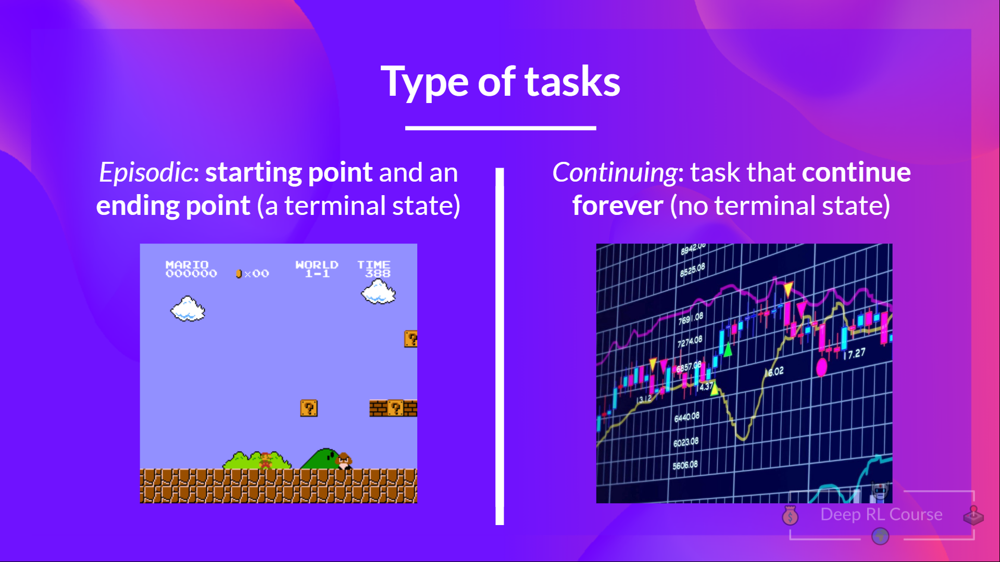 Type of tasks
Episodic: starting point and an
ending point (a terminal state)
Continuing: task that continue
forever (no terminal state)
MARIO WORLD TIME
000000 ×00 1-1 388
?
? ?
8942.08
8525.08
7691.08
7274.08
6857.08
17.27
16.02
14.37
13.12
6440.08
6023.08
5606.08
$
Deep RL Course